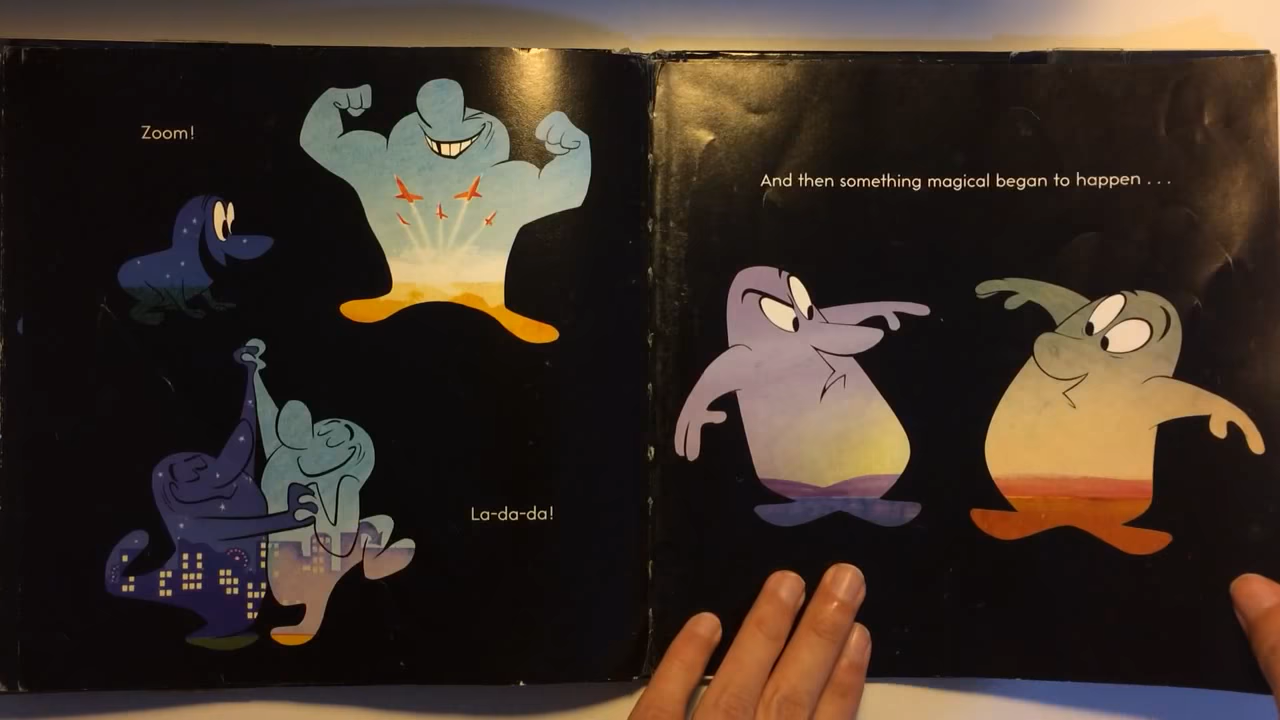 Zoom!
La-da-da!
And then something magical began to happen . . .